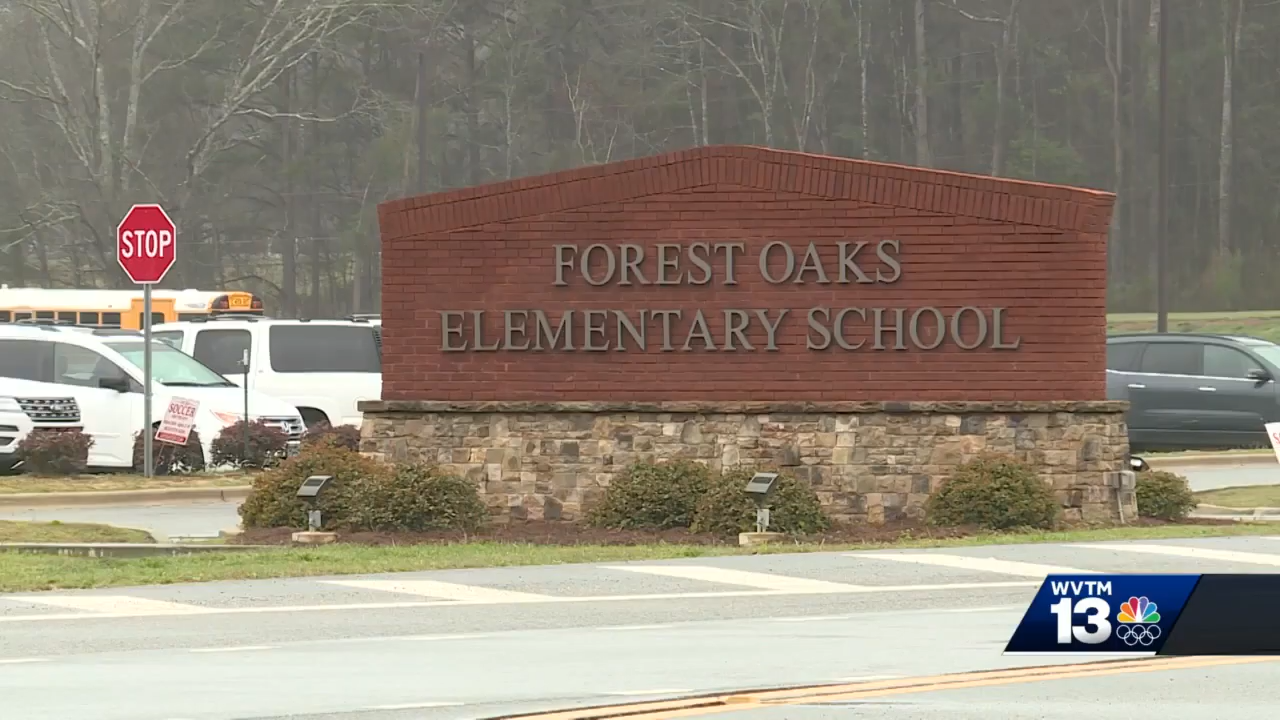 FOREST OAKS
ELEMENTARY SCHOOL
STOP
SOCCER
WVTM
13